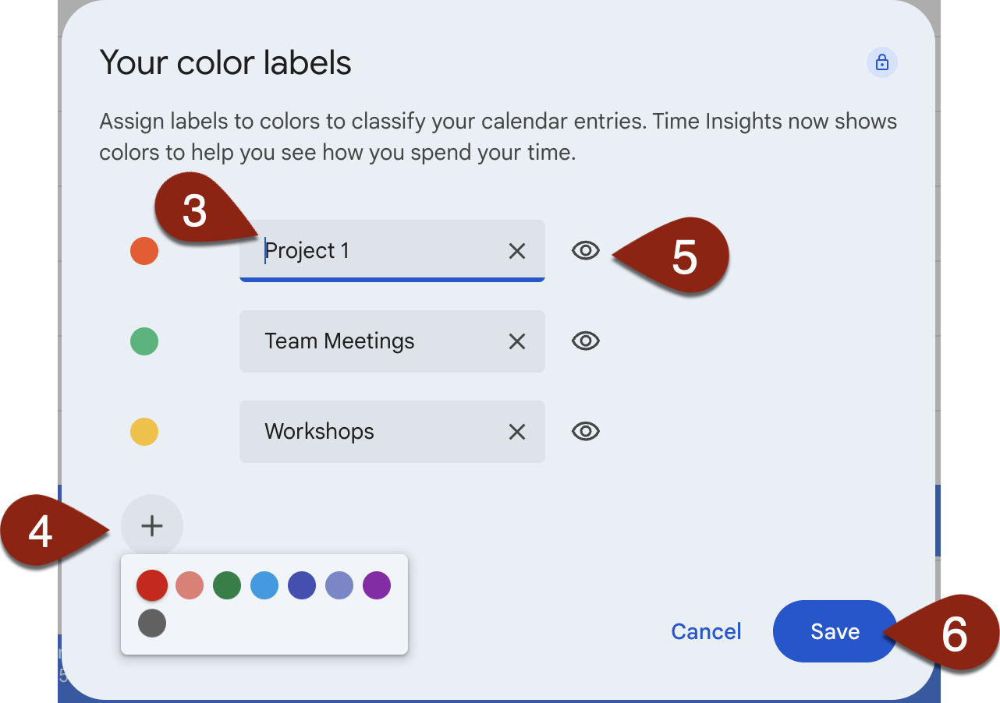 Your color labels
Assign labels to colors to classify your calendar entries. Time Insights now shows
colors to help you see how you spend your time.
3
Project 1
5
Team Meetings
Workshops
4
Cancel
Save
6
5